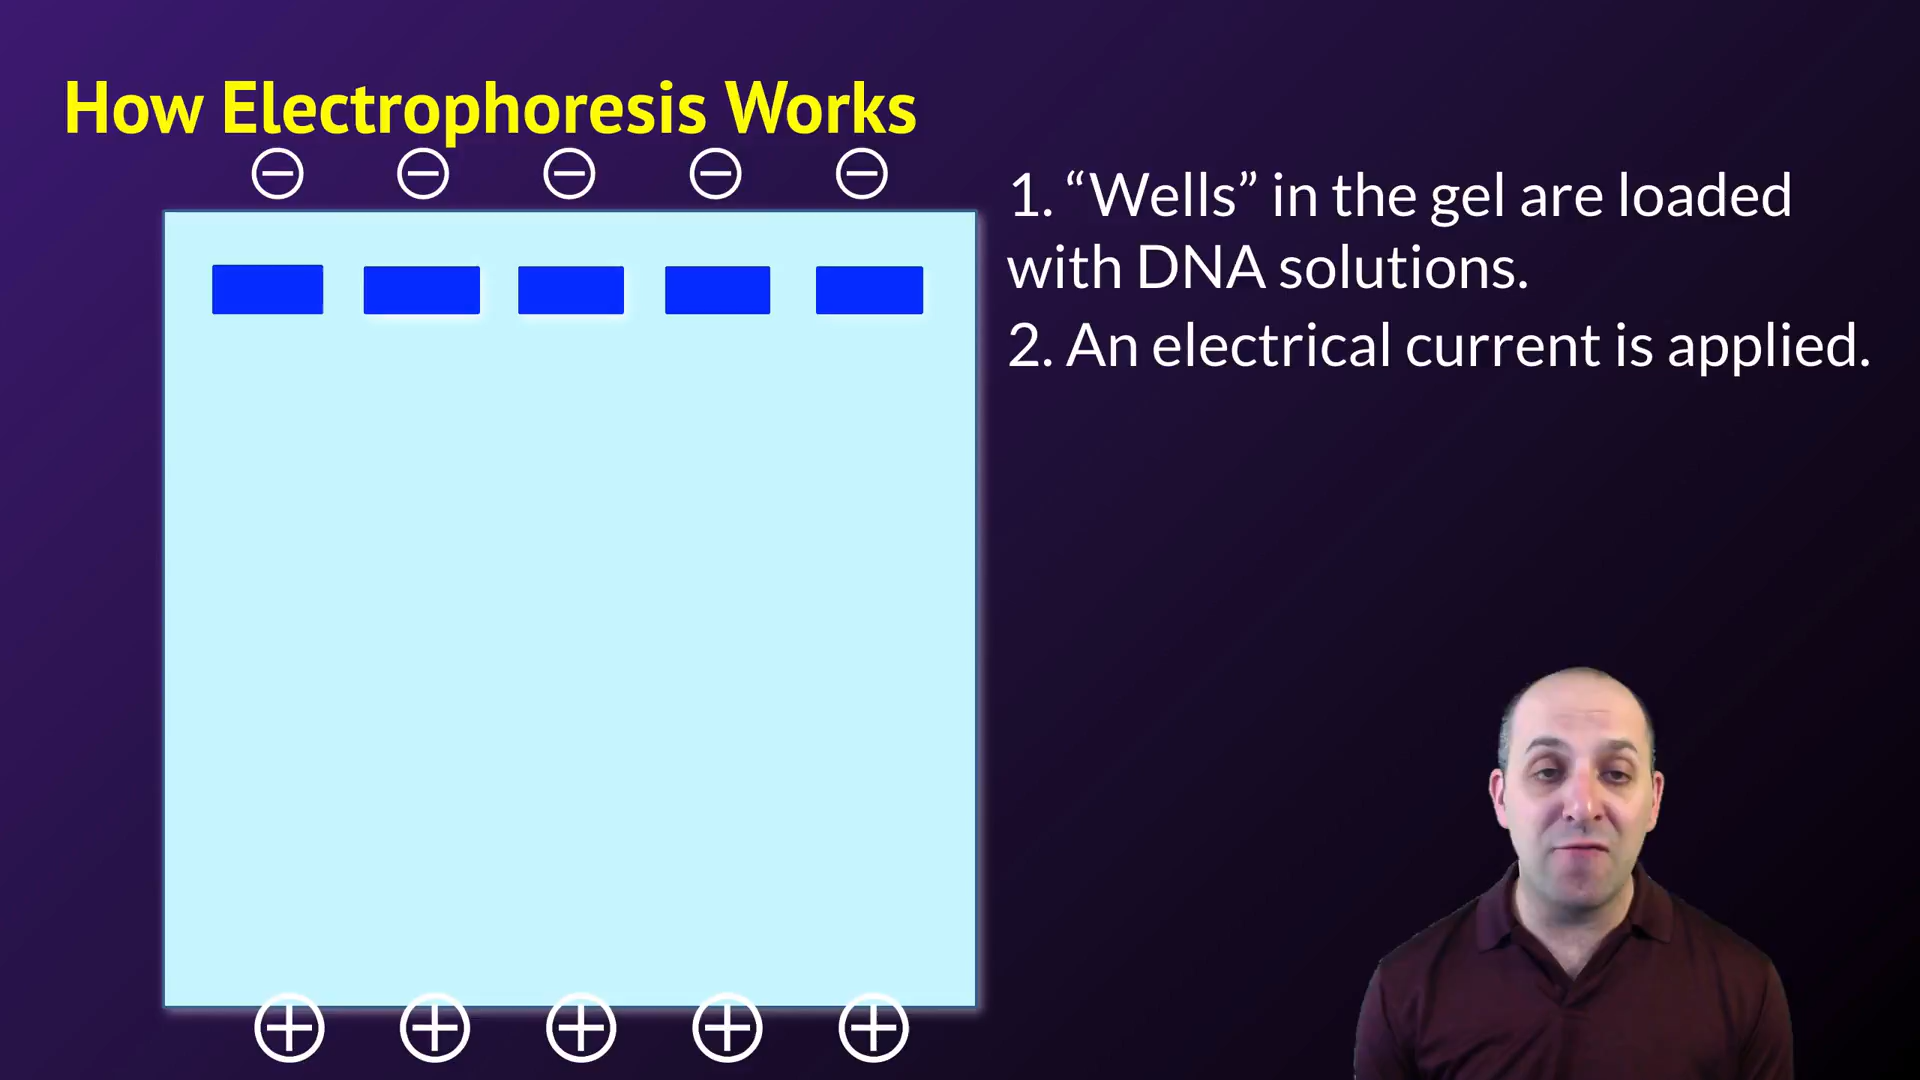 How Electrophoresis Works
1. “Wells” in the gel are loaded
with DNA solutions.
2. An electrical current is applied.